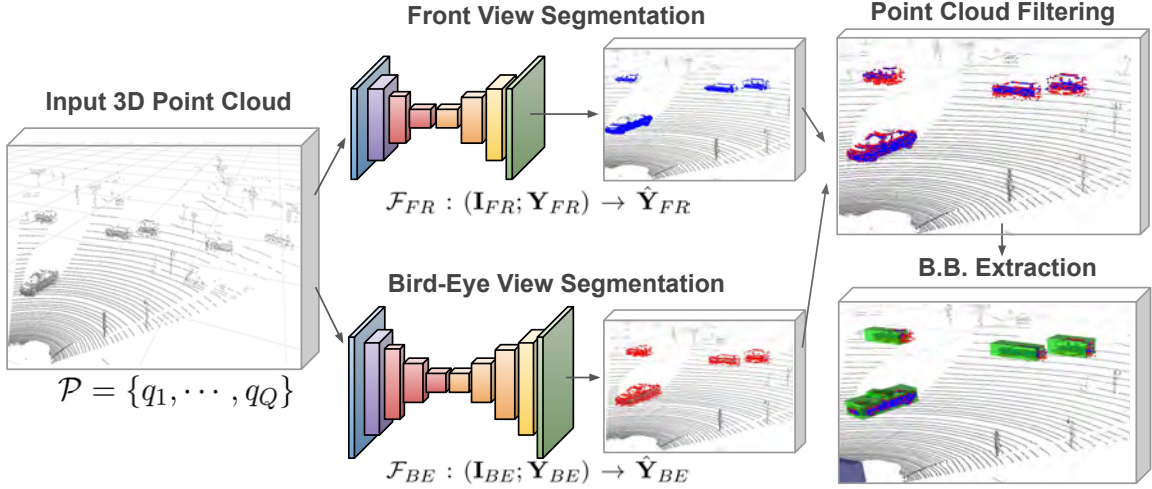 Front View Segmentation
Point Cloud Filtering
Input 3D Point Cloud
𝓕_FR : (𝐈_FR; 𝐘_FR) → 𝐘̂_FR
Bird-Eye View Segmentation
B.B. Extraction
𝒫 = {q_1, ⋯ , q_Q}
𝓕_BE : (𝐈_BE; 𝐘_BE) → 𝐘̂_BE